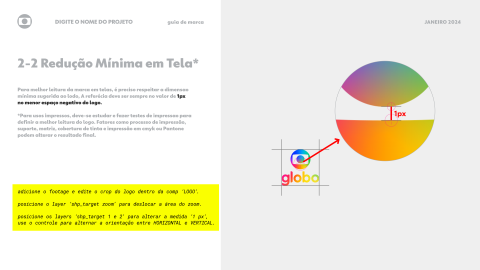 DIGITE O NOME DO PROJETO
guia de marca
JANEIRO 2024
2-2 Redução Mínima em Tela*
Para melhor leitura da marca em telas, é preciso respeitar a dimensão
mínima sugerida ao lado. A referência deve ser sempre no valor de 1px
no menor espaço negativo do logo.
*Para usos impressos, deve-se estudar e fazer testes de impressão para
definir a melhor leitura do logo. Fatores como processo de impressão,
suporte, matriz, cobertura de tinta e impressão em cmyk ou Pantone
podem alterar o resultado final.
1px
globo
adicione o footage e edite o crop do logo dentro da comp 'LOGO'.
posicione o layer 'shp_target zoom' para deslocar a área do zoom.
posicione os layers 'shp_target 1 e 2' para alterar a medida '1 px',
use o controle para alternar a orientação entre HORIZONTAL e VERTICAL.